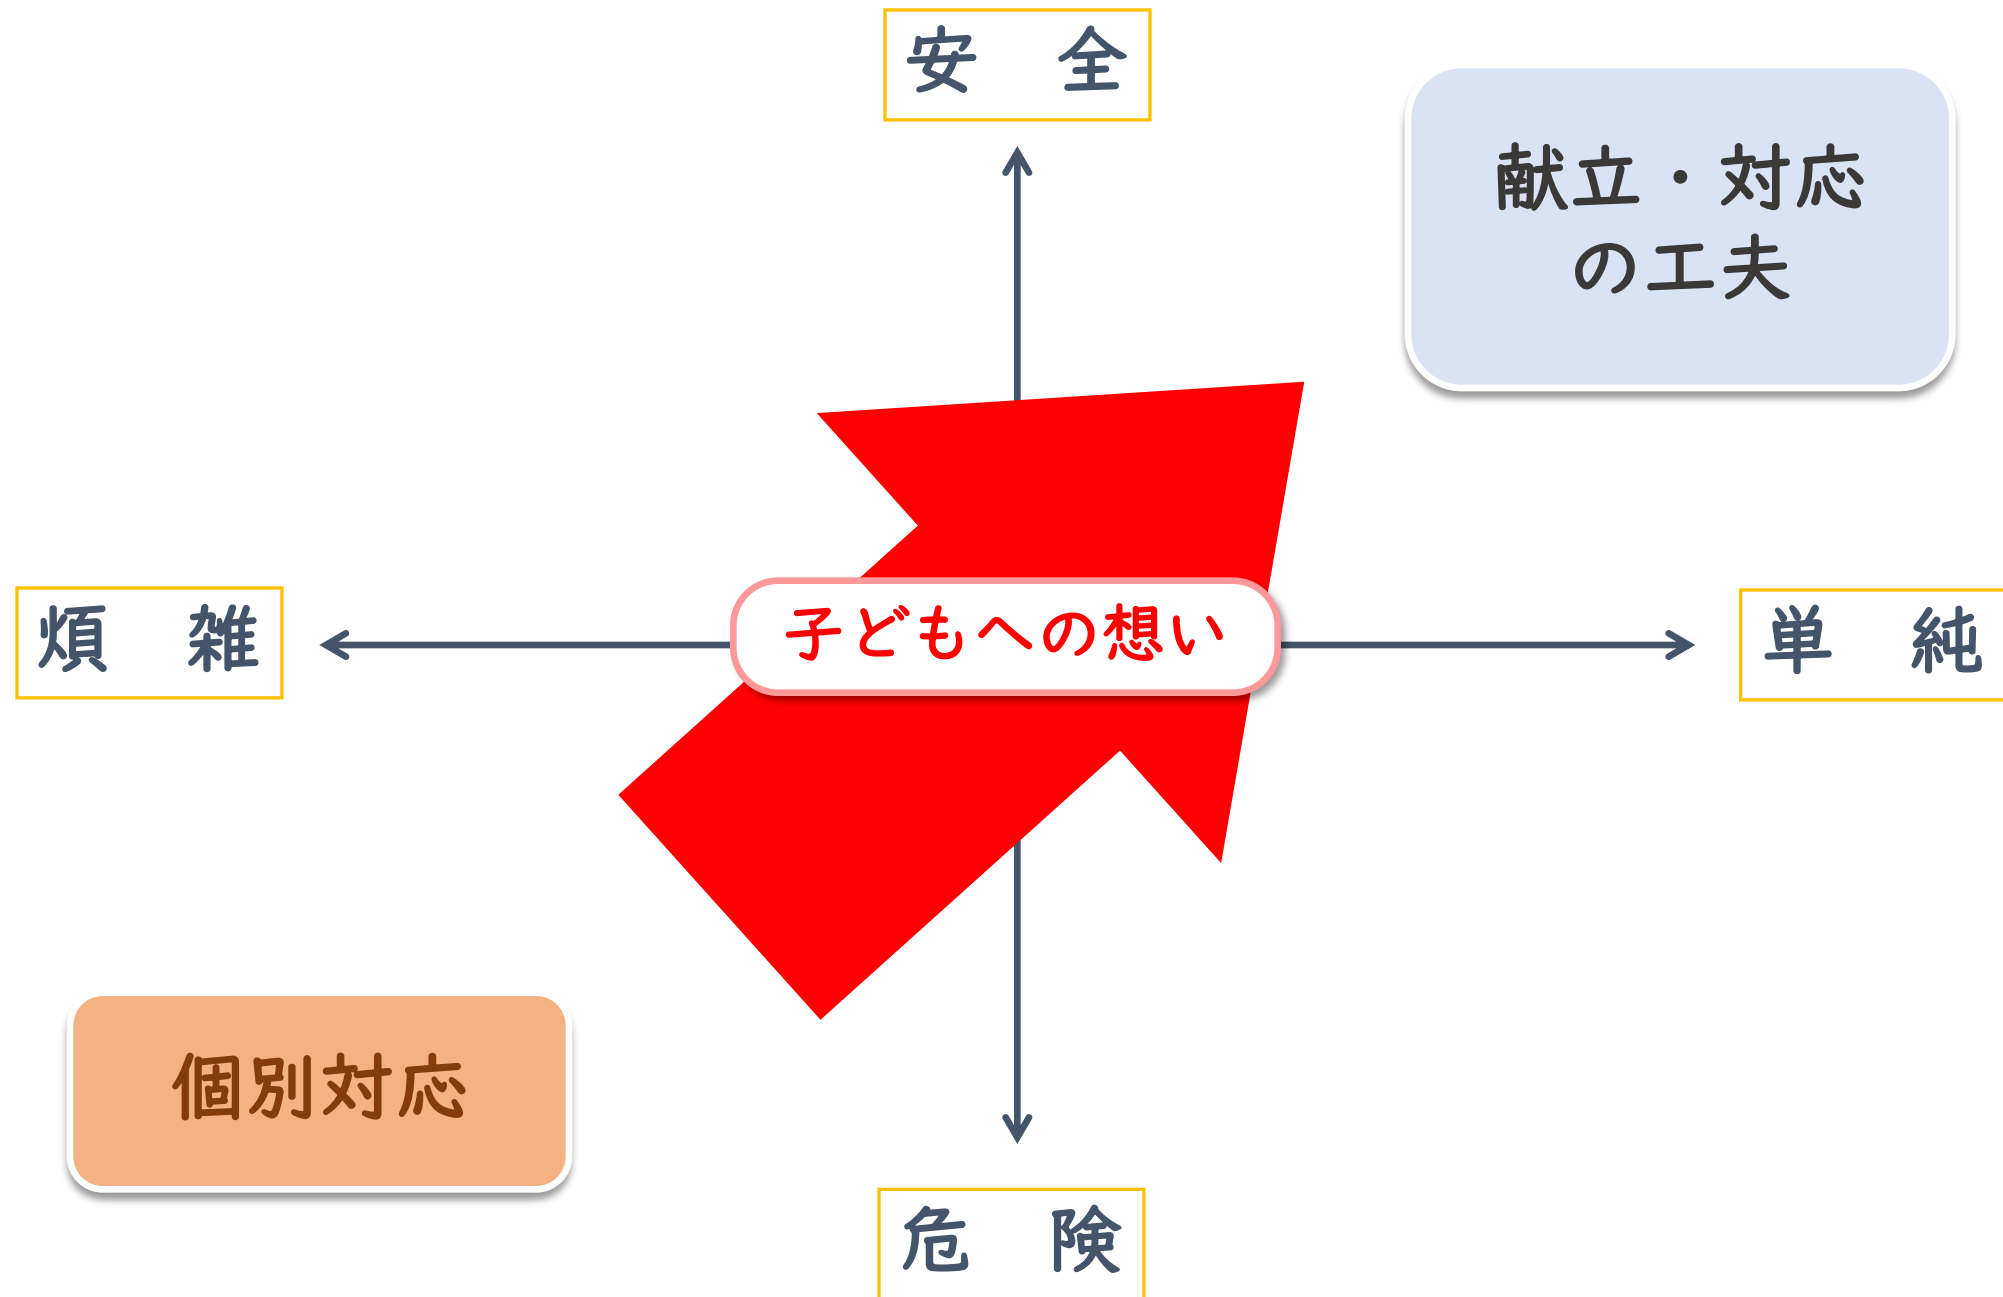 安　全
献立・対応
の工夫
煩　雑
子どもへの想い
単　純
個別対応
危　険